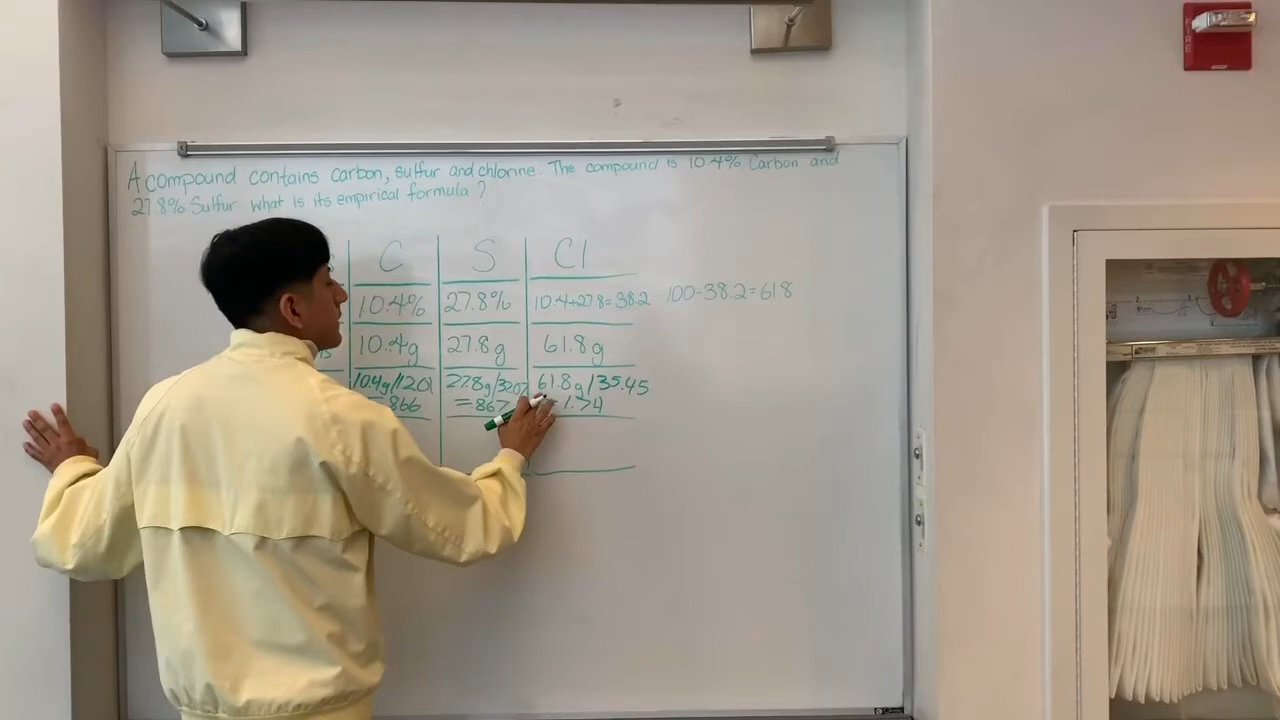 A compound contains Carbon, sulfur and chlorine. The compound is 10.4% Carbon and
27.8% Sulfur what is its empirical formula?
C S Cl
10.4% 27.8% 10.4+27.8=38.2 100-38.2=61.8
10.4g 27.8g 61.8g
10.4g/12.01 27.8g/32.07 61.8g/35.45
=.866 =.867 1.74
FIRE